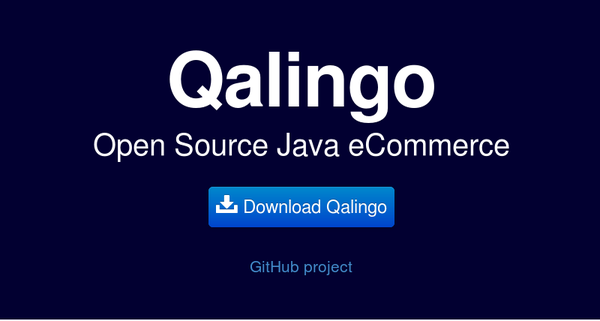 Qalingo
Open Source Java eCommerce
Download Qalingo
GitHub project